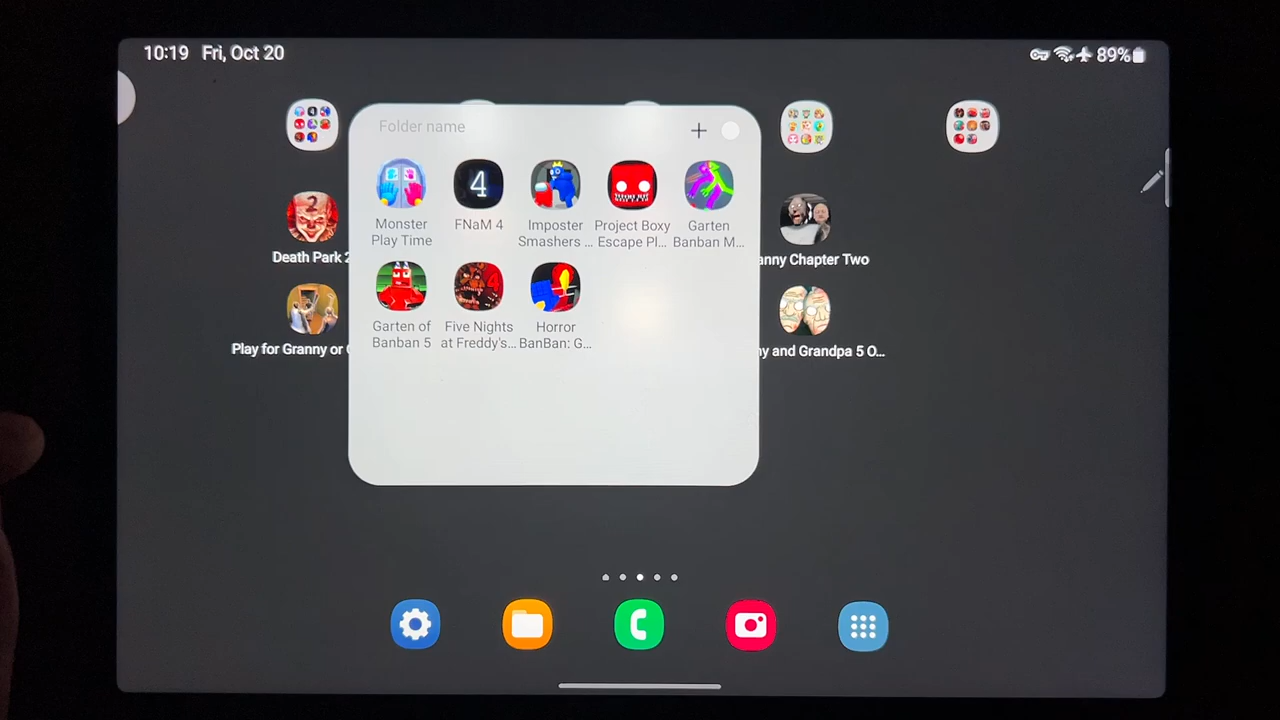 10:19 Fri, Oct 20
89%
Folder name
Monster
Play Time
FNaM 4
4
Imposter
Smashers ...
Project Boxy
Escape Pl...
Garten
Banban M...
Garten of
Banban 5
4
Five Nights
at Freddy's...
Horror
BanBan: G...
2
Death Park 2
anny Chapter Two
Play for Granny or
y and Grandpa 5 O...